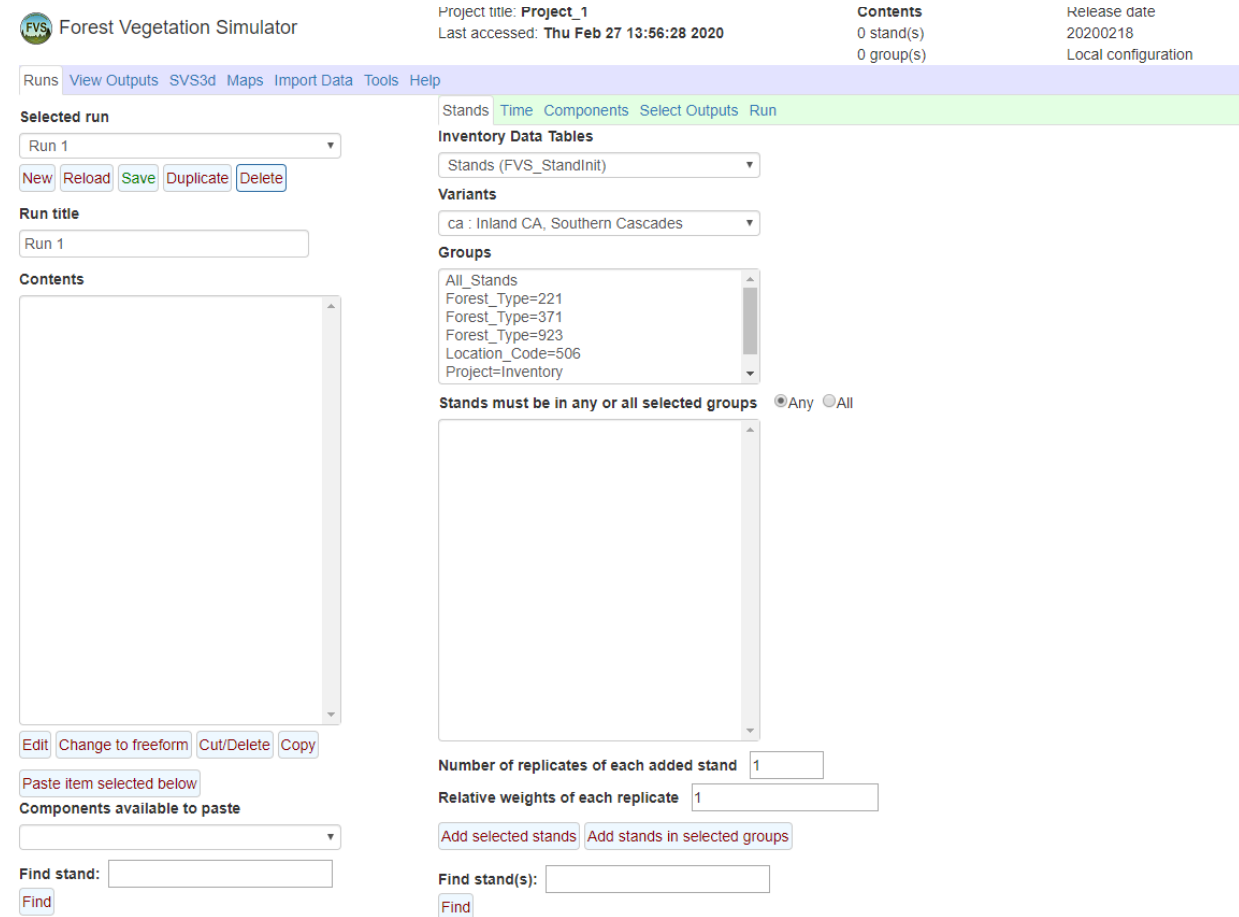 FVS Forest Vegetation Simulator
Project title: Project_1
Last accessed: Thu Feb 27 13:56:28 2020
Contents
0 stand(s)
0 group(s)
Release date
20200218
Local configuration
Runs View Outputs SVS3d Maps Import Data Tools Help
Selected run
Run 1
New Reload Save Duplicate Delete
Run title
Run 1
Contents
Edit Change to freeform Cut/Delete Copy
Paste item selected below
Components available to paste
Find stand:
Find
Stands Time Components Select Outputs Run
Inventory Data Tables
Stands (FVS_StandInit)
Variants
ca : Inland CA, Southern Cascades
Groups
All_Stands
Forest_Type=221
Forest_Type=371
Forest_Type=923
Location_Code=506
Project=Inventory
Stands must be in any or all selected groups Any All
Number of replicates of each added stand 1
Relative weights of each replicate 1
Add selected stands Add stands in selected groups
Find stand(s):
Find